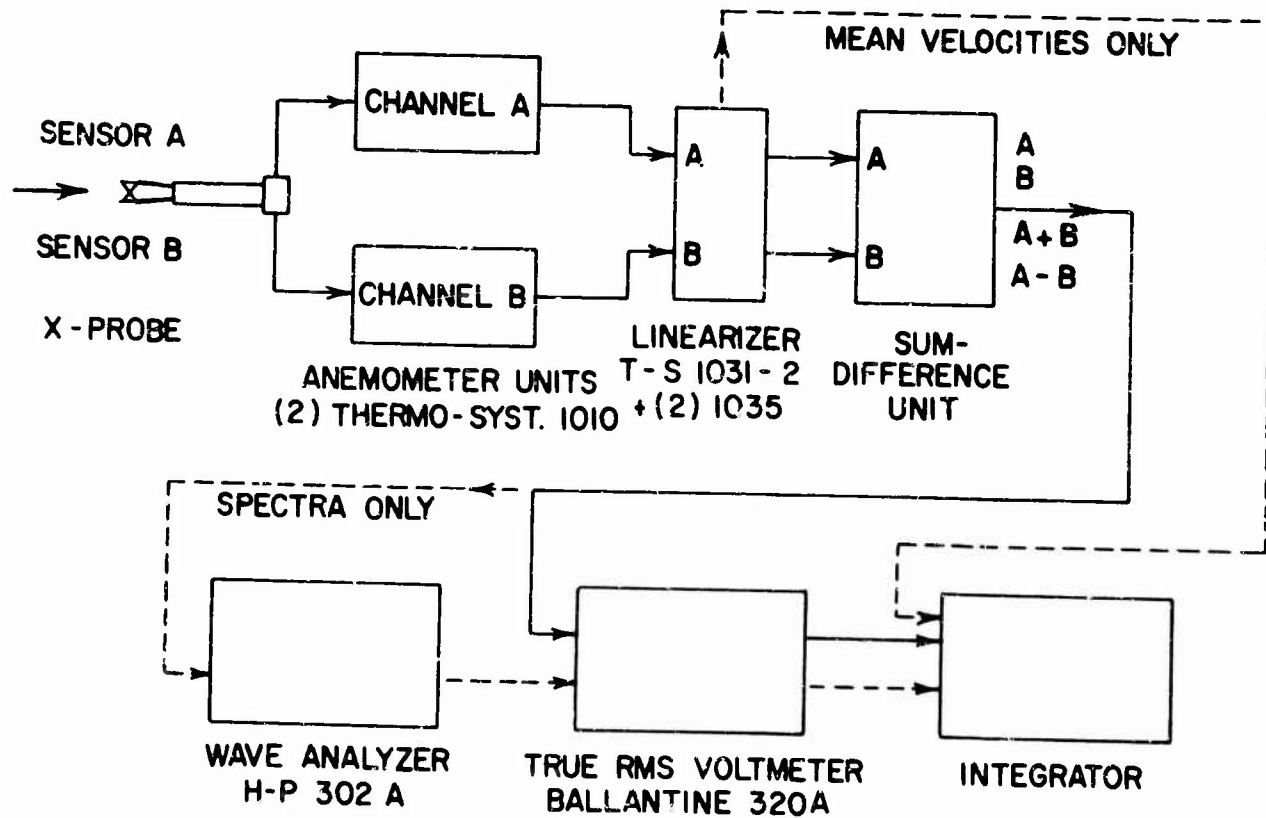 MEAN VELOCITIES ONLY
SENSOR A
SENSOR B
X - PROBE
CHANNEL A
CHANNEL B
ANEMOMETER UNITS
(2) THERMO-SYST. 1010
A
B
LINEARIZER
T-S 1031-2
+(2) 1035
A
B
SUM-
DIFFERENCE
UNIT
A
B
A+B
A-B
SPECTRA ONLY
WAVE ANALYZER
H-P 302 A
TRUE RMS VOLTMETER
BALLANTINE 320A
INTEGRATOR